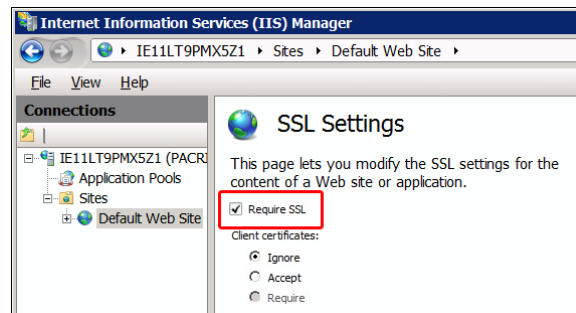 Internet Information Services (IIS) Manager
IE11LT9PMX5Z1 Sites Default Web Site
File View Help
Connections
SSL Settings
IE11LT9PMX5Z1 (PACRI
Application Pools
Sites
Default Web Site
This page lets you modify the SSL settings for the
content of a Web site or application.
Require SSL
Client certificates:
Ignore
Accept
Require